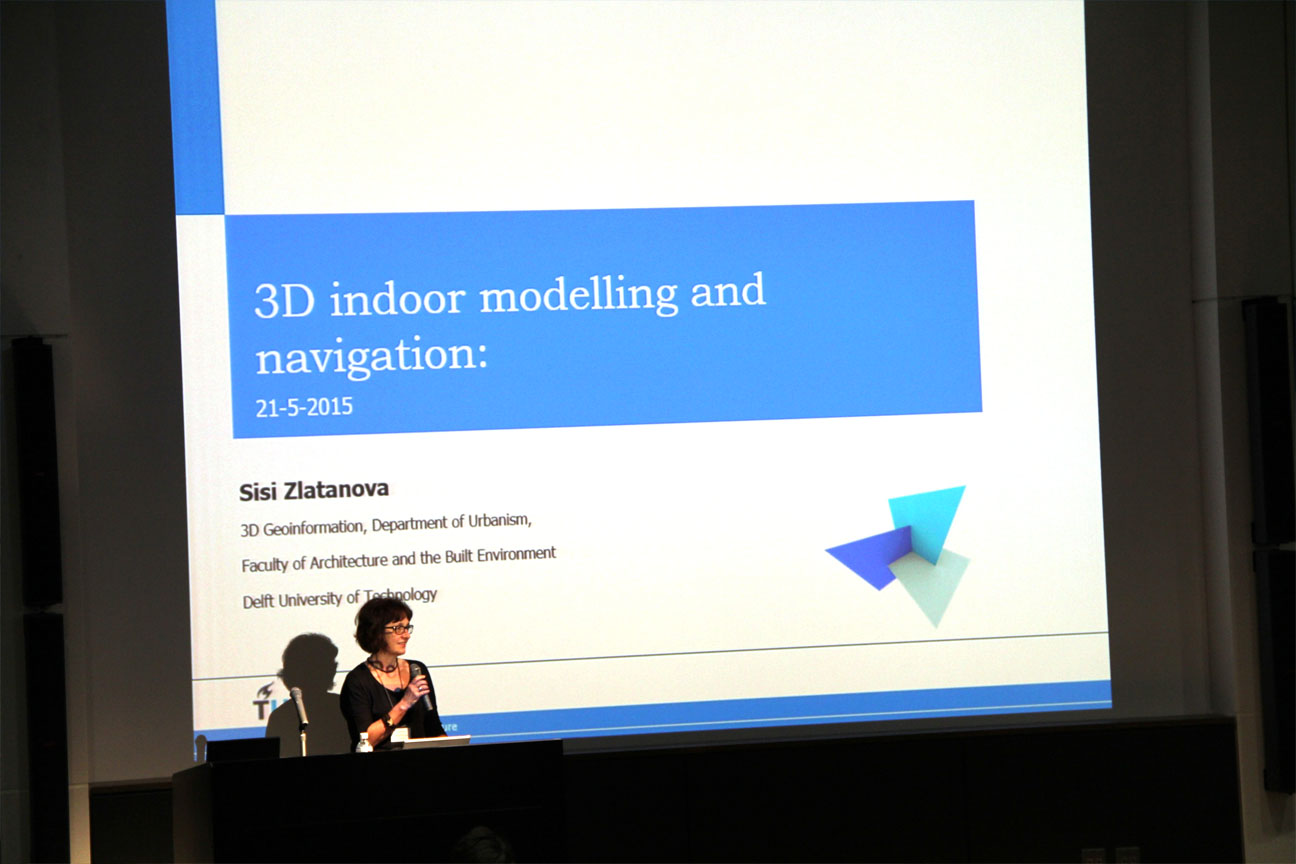 3D indoor modelling and
navigation:
21-5-2015
Sisi Zlatanova
3D Geoinformation, Department of Urbanism,
Faculty of Architecture and the Built Environment
Delft University of Technology
TU